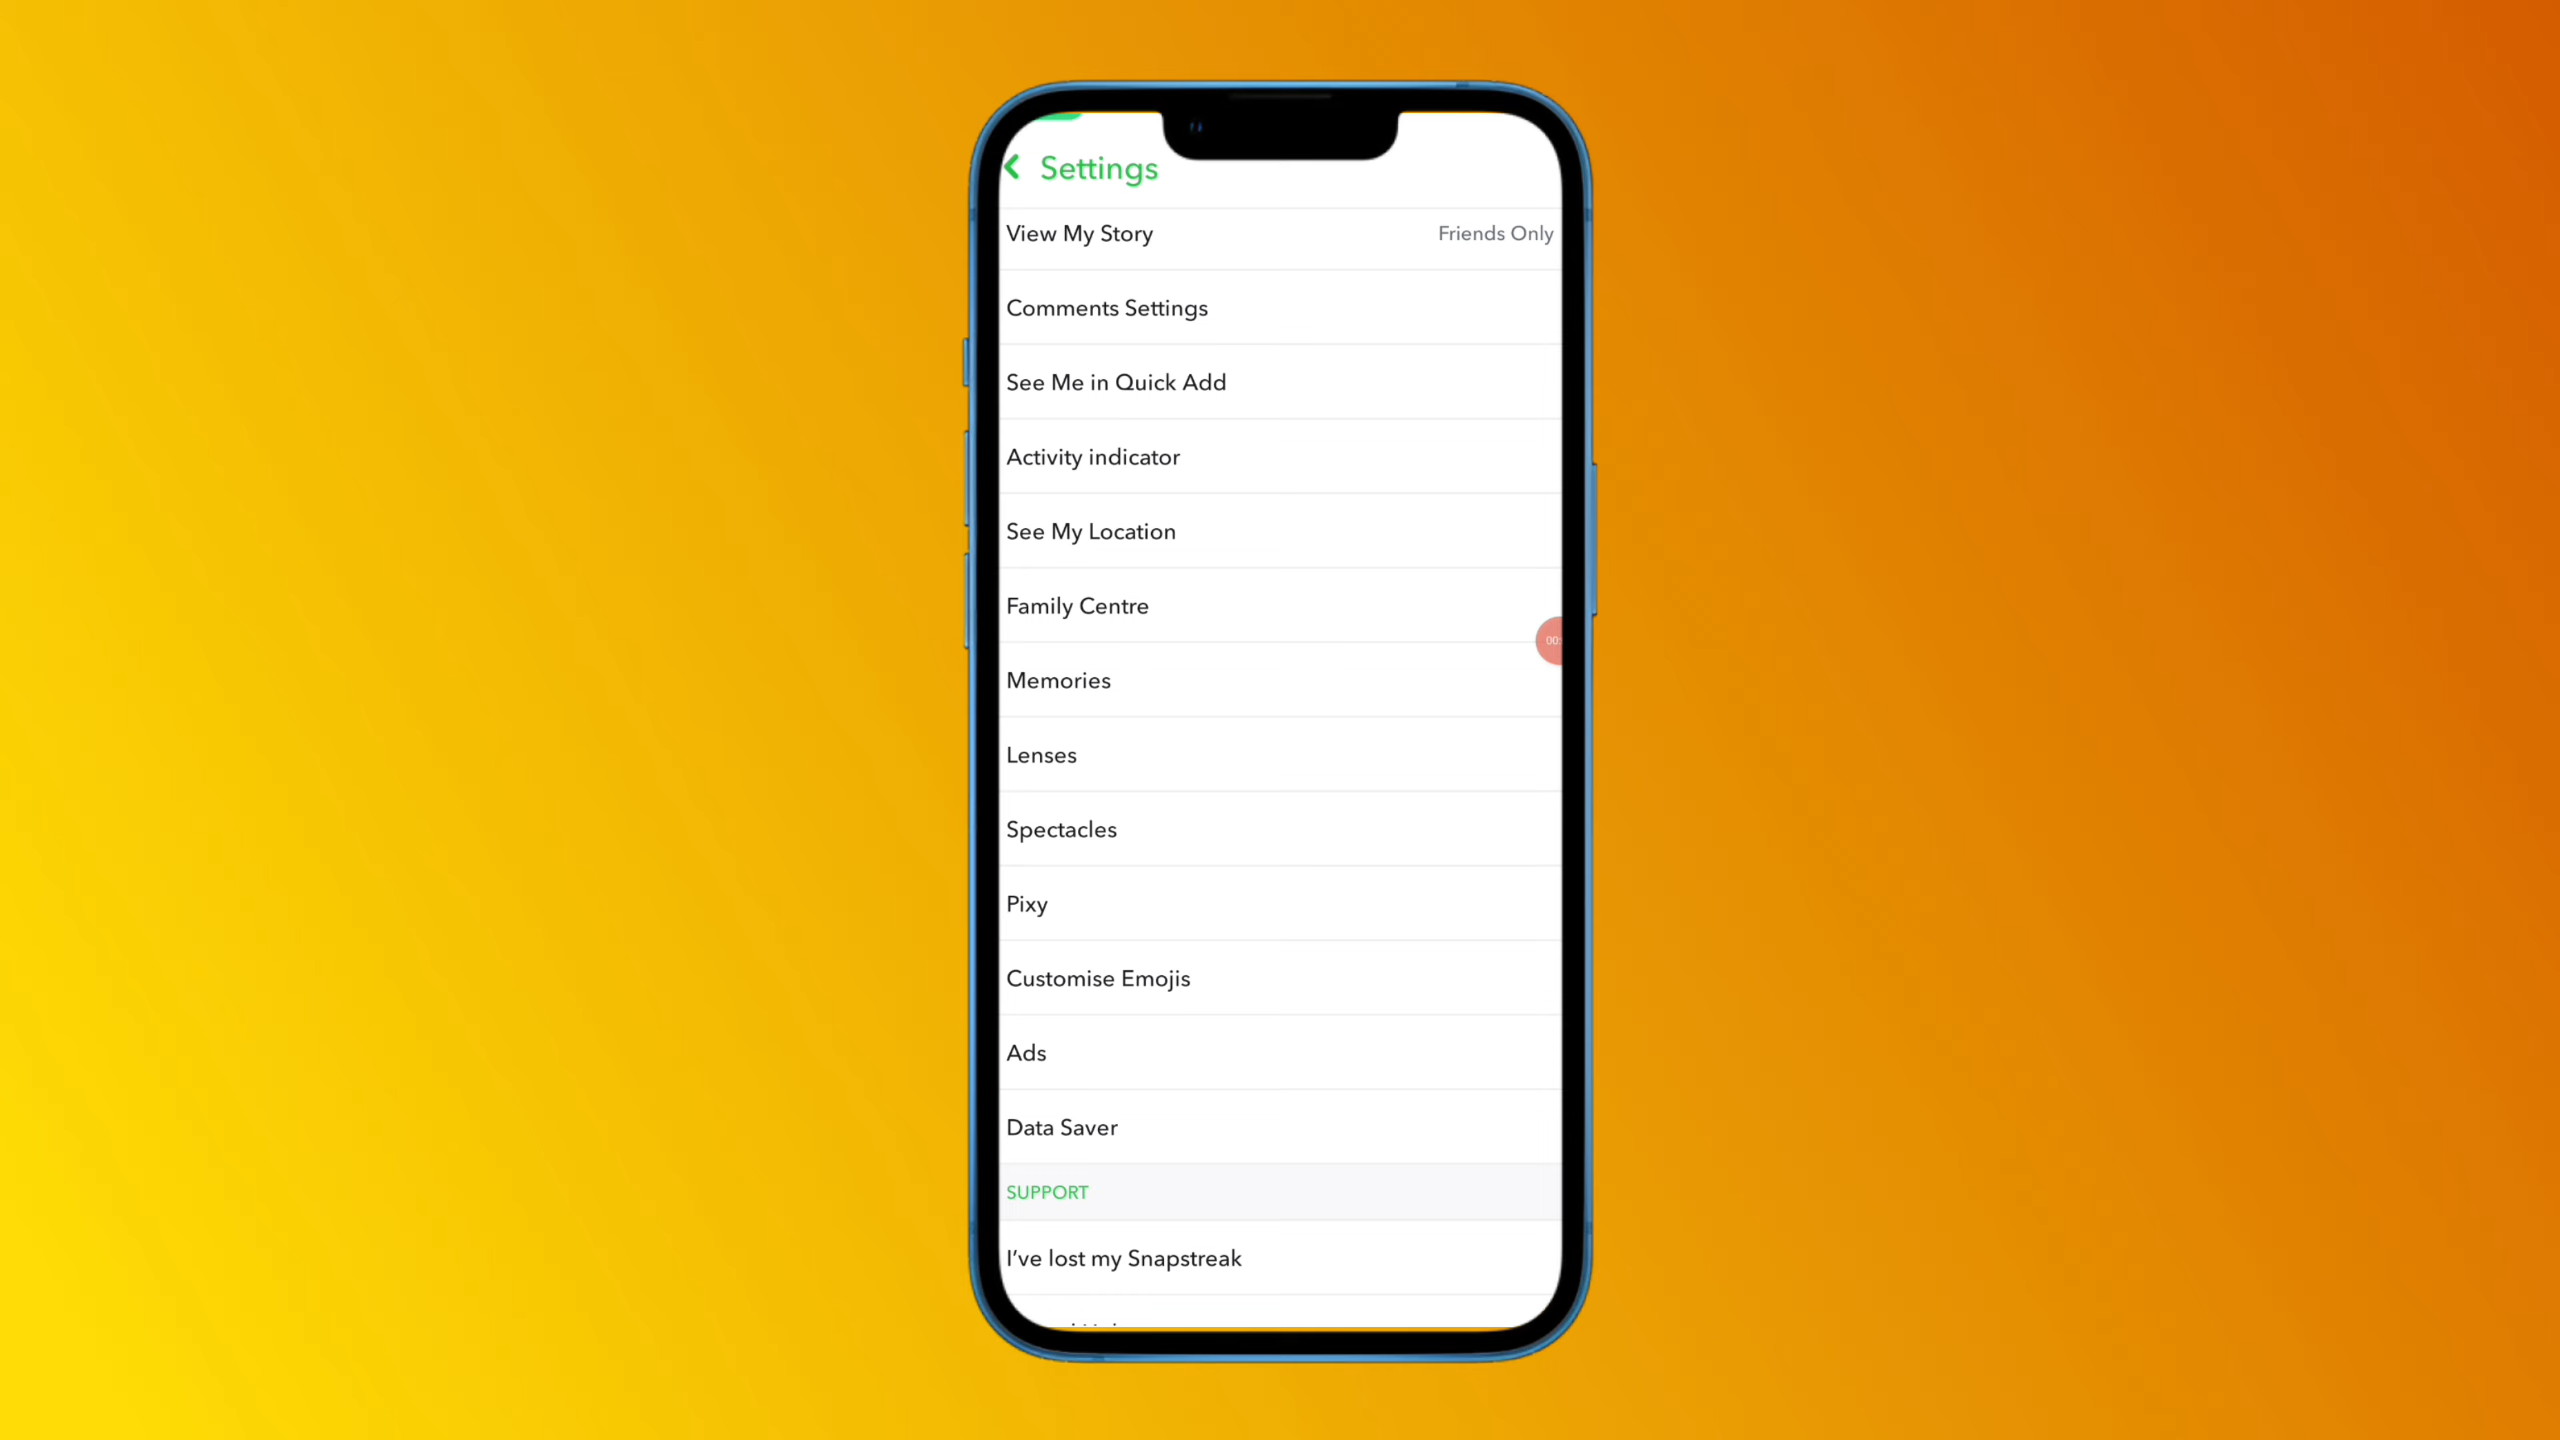 Settings
View My Story Friends Only
Comments Settings
See Me in Quick Add
Activity indicator
See My Location
Family Centre
00:
Memories
Lenses
Spectacles
Pixy
Customise Emojis
Ads
Data Saver
SUPPORT
I’ve lost my Snapstreak